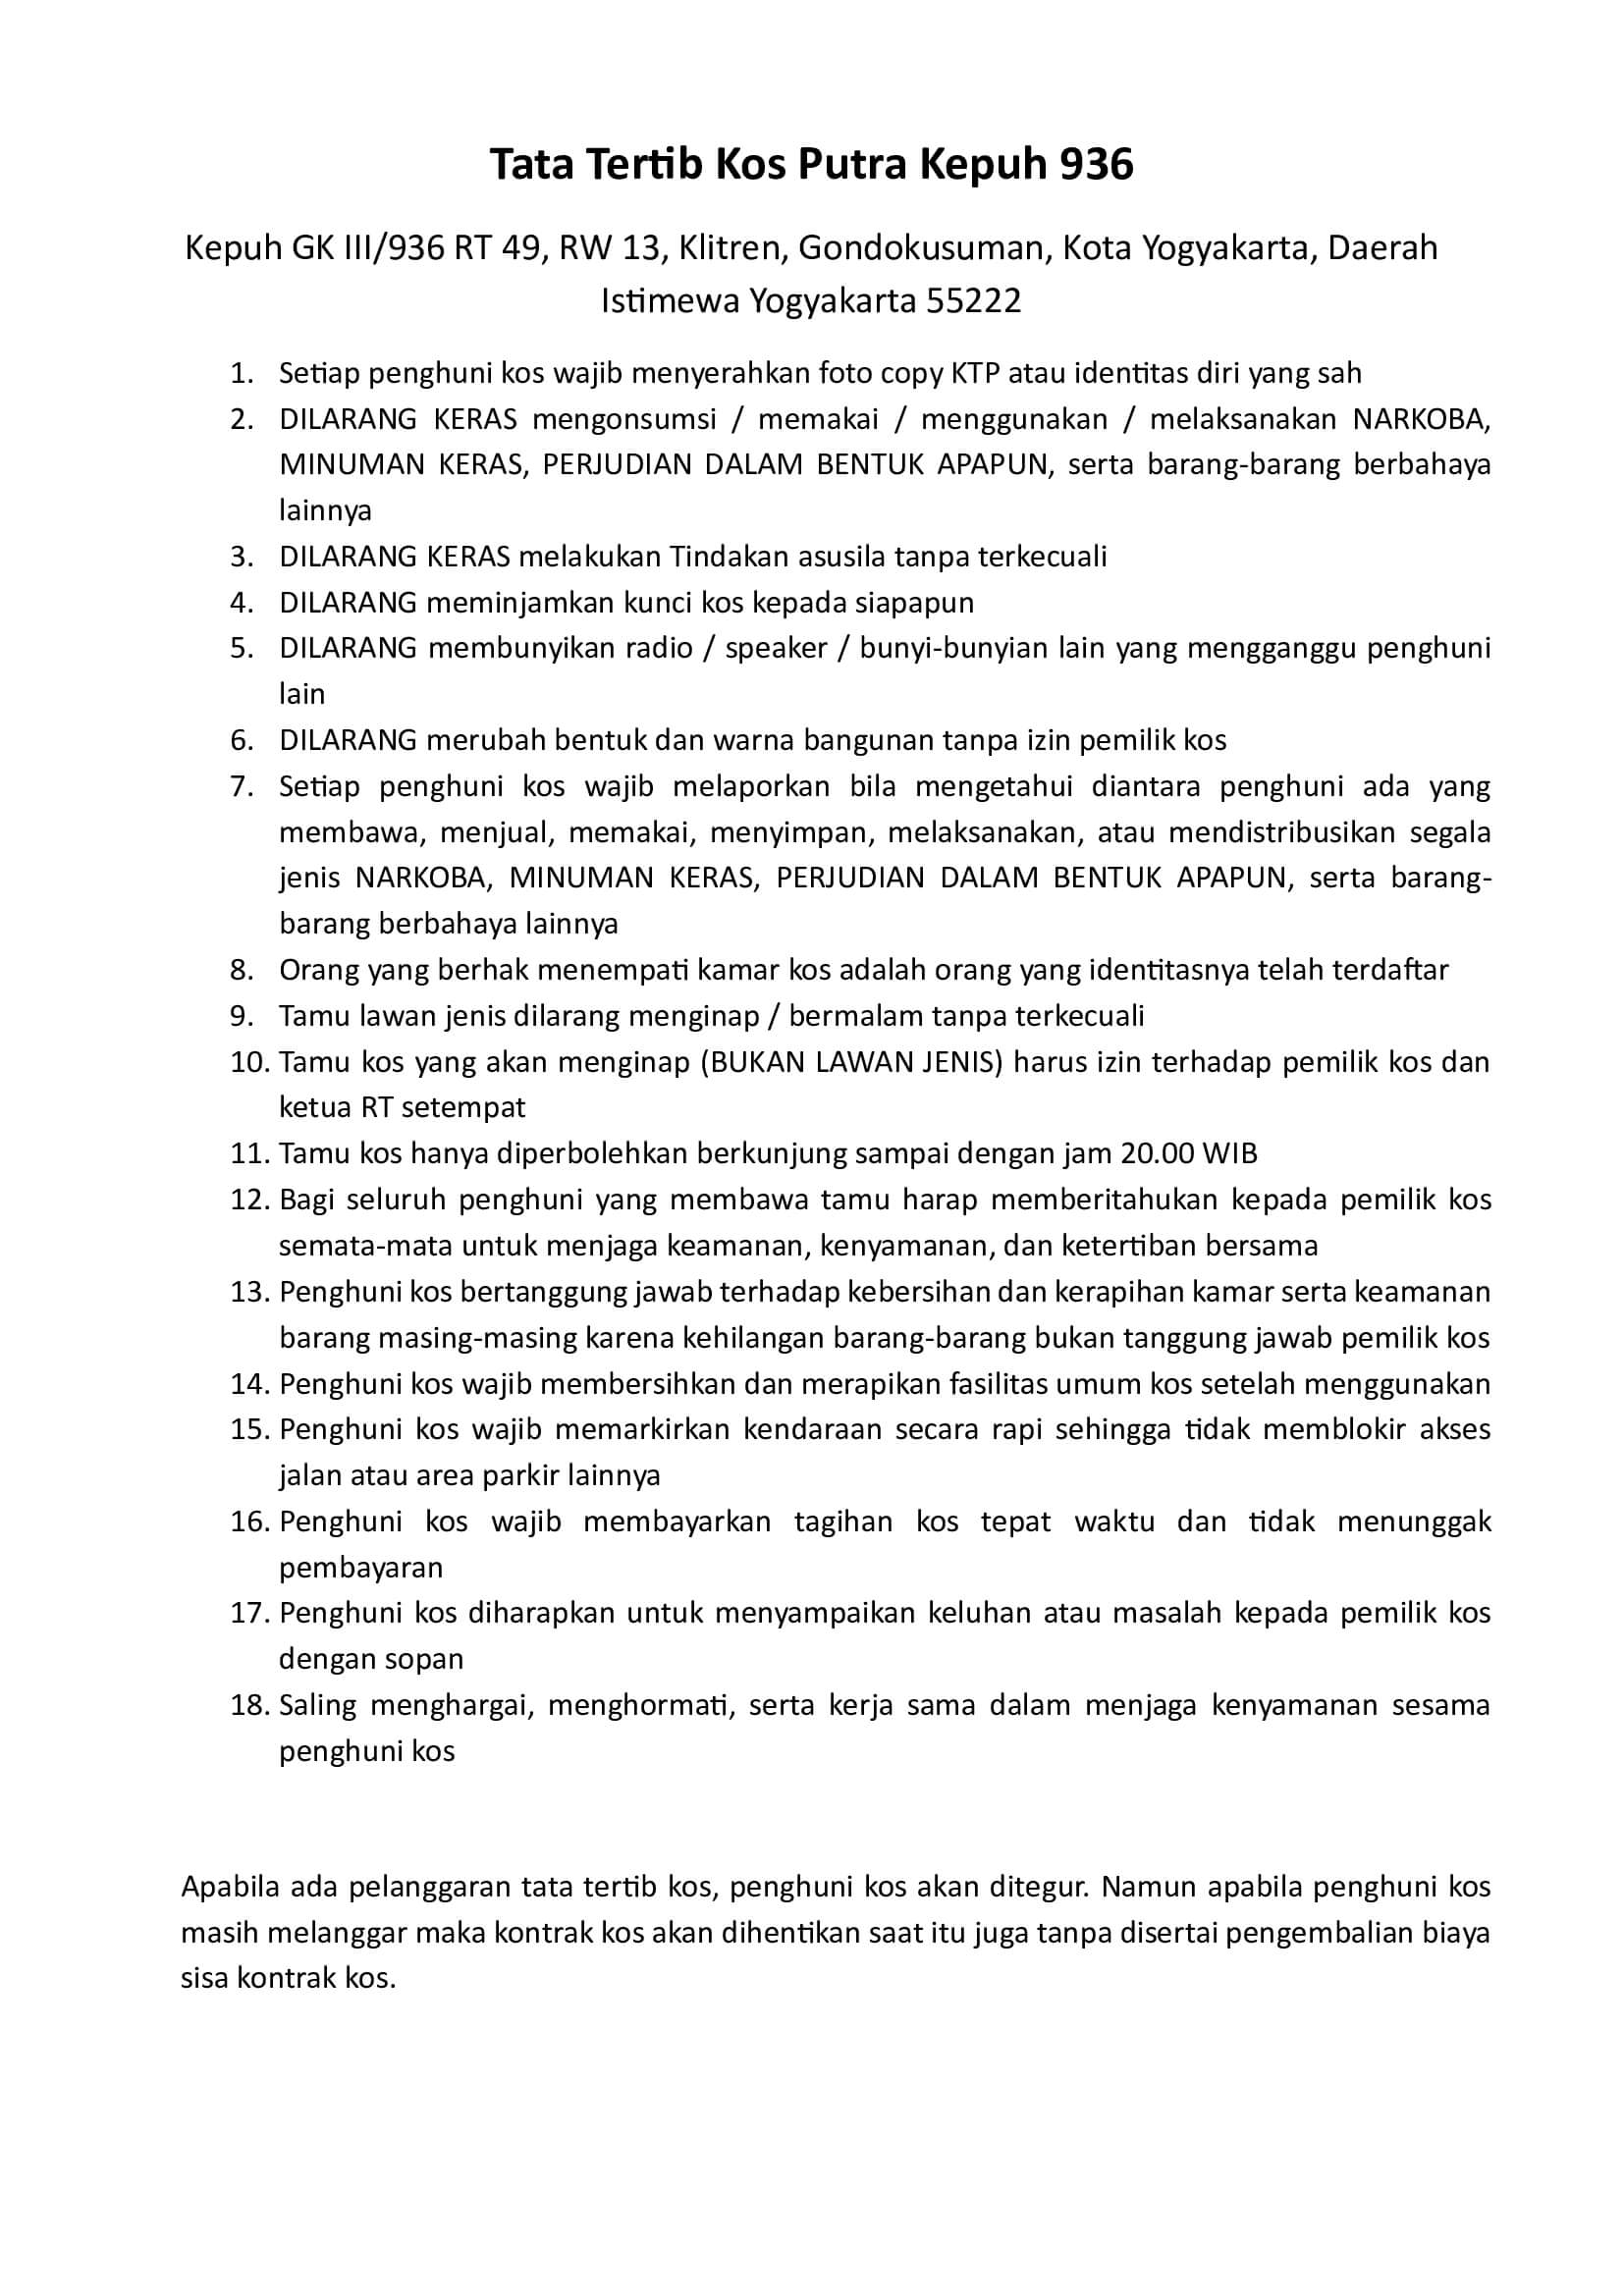 Tata Tertib Kos Putra Kepuh 936
Kepuh GK III/936 RT 49, RW 13, Klitren, Gondokusuman, Kota Yogyakarta, Daerah
Istimewa Yogyakarta 55222
1. Setiap penghuni kos wajib menyerahkan foto copy KTP atau identitas diri yang sah
2. DILARANG KERAS mengonsumsi / memakai / menggunakan / melaksanakan NARKOBA,
MINUMAN KERAS, PERJUDIAN DALAM BENTUK APAPUN, serta barang-barang berbahaya
lainnya
3. DILARANG KERAS melakukan Tindakan asusila tanpa terkecuali
4. DILARANG meminjamkan kunci kos kepada siapapun
5. DILARANG membunyikan radio / speaker / bunyi-bunyian lain yang mengganggu penghuni
lain
6. DILARANG merubah bentuk dan warna bangunan tanpa izin pemilik kos
7. Setiap penghuni kos wajib melaporkan bila mengetahui diantara penghuni ada yang
membawa, menjual, memakai, menyimpan, melaksanakan, atau mendistribusikan segala
jenis NARKOBA, MINUMAN KERAS, PERJUDIAN DALAM BENTUK APAPUN, serta barang-
barang berbahaya lainnya
8. Orang yang berhak menempati kamar kos adalah orang yang identitasnya telah terdaftar
9. Tamu lawan jenis dilarang menginap / bermalam tanpa terkecuali
10. Tamu kos yang akan menginap (BUKAN LAWAN JENIS) harus izin terhadap pemilik kos dan
ketua RT setempat
11. Tamu kos hanya diperbolehkan berkunjung sampai dengan jam 20.00 WIB
12. Bagi seluruh penghuni yang membawa tamu harap memberitahukan kepada pemilik kos
semata-mata untuk menjaga keamanan, kenyamanan, dan ketertiban bersama
13. Penghuni kos bertanggung jawab terhadap kebersihan dan kerapihan kamar serta keamanan
barang masing-masing karena kehilangan barang-barang bukan tanggung jawab pemilik kos
14. Penghuni kos wajib membersihkan dan merapikan fasilitas umum kos setelah menggunakan
15. Penghuni kos wajib memarkirkan kendaraan secara rapi sehingga tidak memblokir akses
jalan atau area parkir lainnya
16. Penghuni kos wajib membayarkan tagihan kos tepat waktu dan tidak menunggak
pembayaran
17. Penghuni kos diharapkan untuk menyampaikan keluhan atau masalah kepada pemilik kos
dengan sopan
18. Saling menghargai, menghormati, serta kerja sama dalam menjaga kenyamanan sesama
penghuni kos
Apabila ada pelanggaran tata tertib kos, penghuni kos akan ditegur. Namun apabila penghuni kos
masih melanggar maka kontrak kos akan dihentikan saat itu juga tanpa disertai pengembalian biaya
sisa kontrak kos.